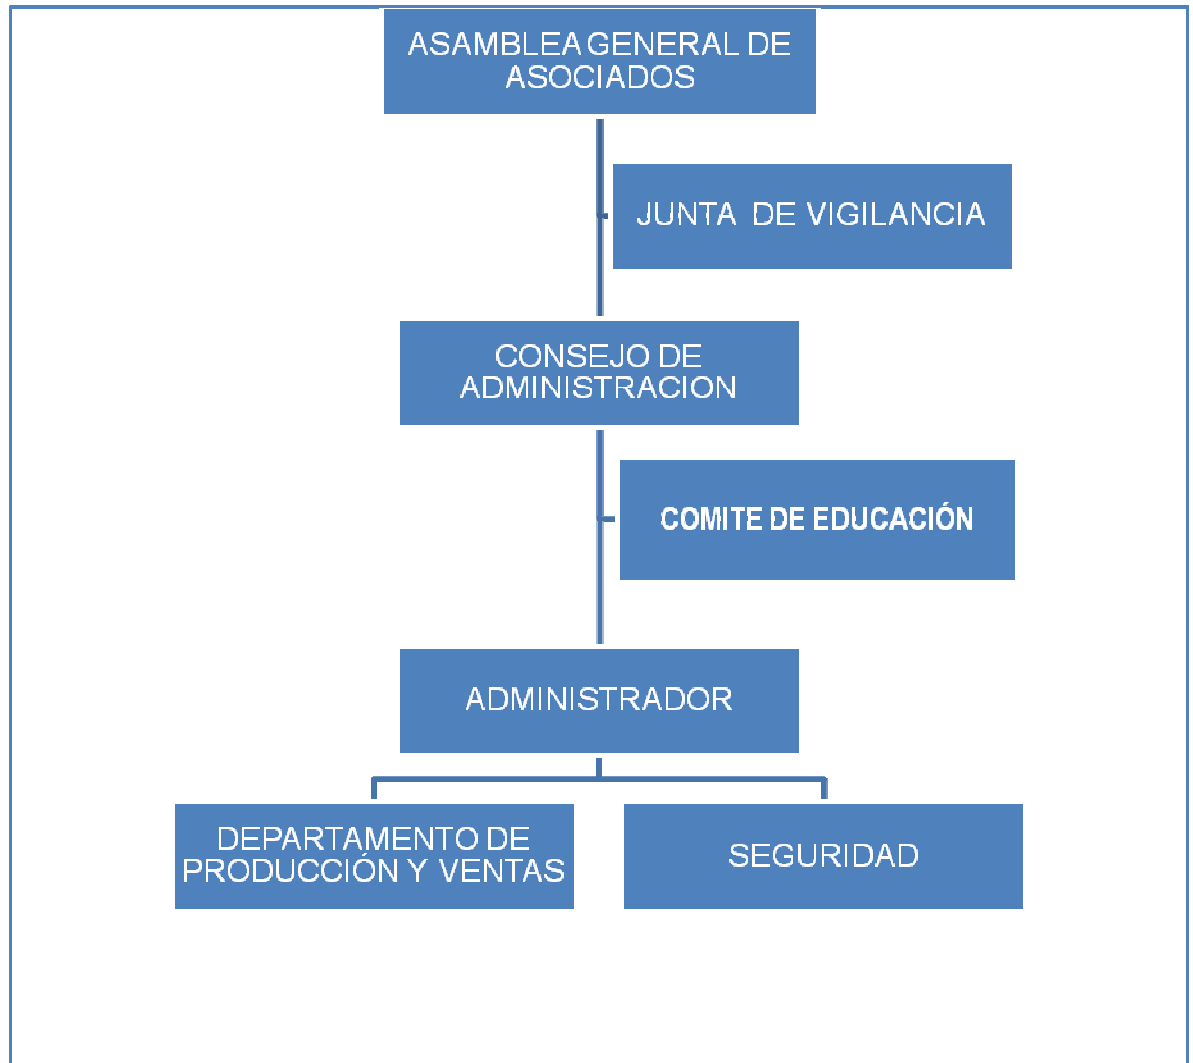 ASAMBLEA GENERAL DE
ASOCIADOS
JUNTA DE VIGILANCIA
CONSEJO DE
ADMINISTRACION
COMITE DE EDUCACIÓN
ADMINISTRADOR
DEPARTAMENTO DE
PRODUCCIÓN Y VENTAS
SEGURIDAD